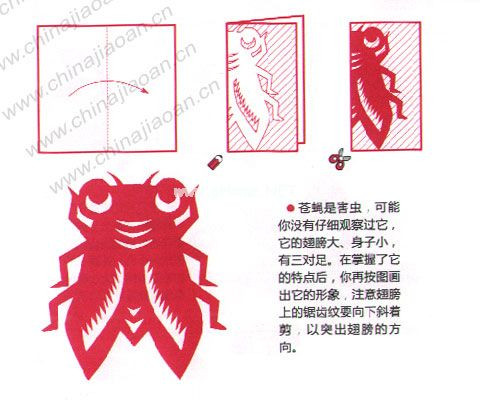 www.chinajiaoan.cn
www.chinajiaoan.cn
www.chinajiaoan.cn
●苍蝇是害虫，可能
你没有仔细观察过它，
它的翅膀大、身子小，
有三对足。在掌握了它
的特点后，你再按图画
出它的形象，注意翅膀
上的锯齿纹要向下斜着
剪，以突出翅膀的方
向。